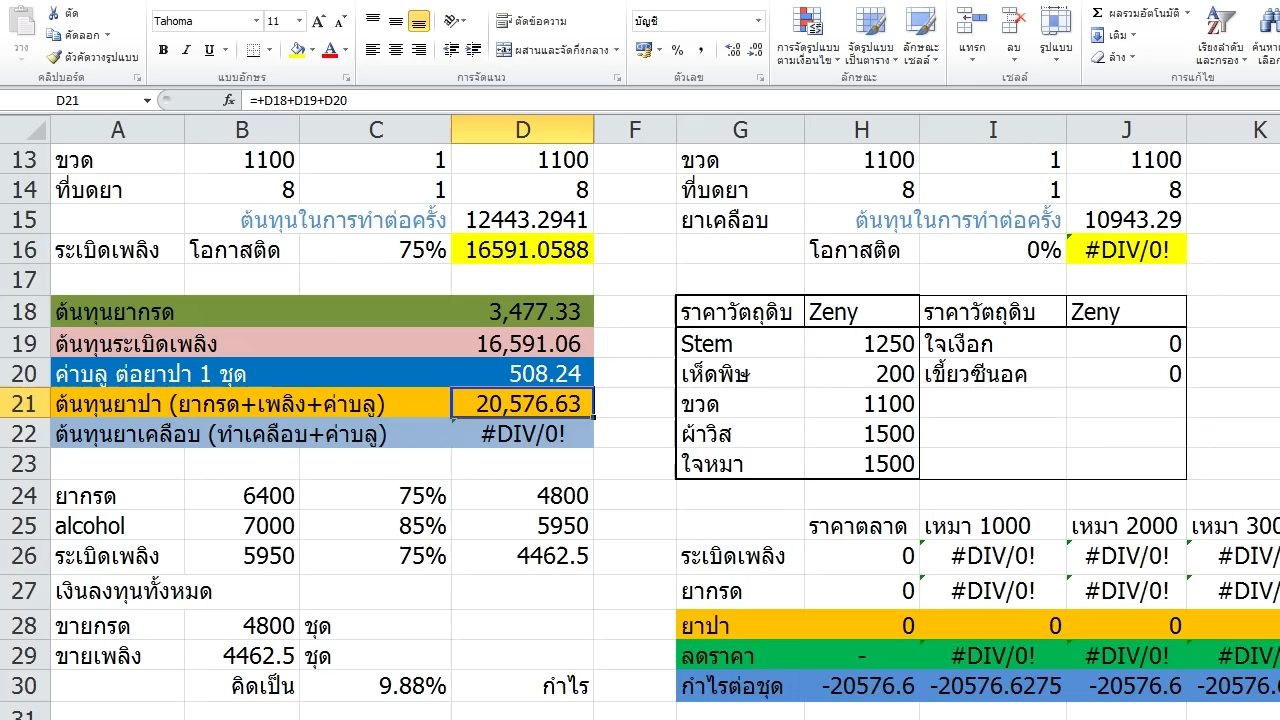 ตัด Tahoma 11 A A ตัดข้อความ บัญชี Σ ผลรวมอัตโนมัติ
วาง คัดลอก
ตัวคัดวางรูปแบบ B I U A ผสานและจัดกึ่งกลาง % ,
การจัดรูปแบบตามเงื่อนไข จัดรูปแบบเป็นตาราง ลักษณะเซลล์ แทรก ลบ รูปแบบ เติม ล้าง เรียงลำดับและกรอง
คลิปบอร์ด แบบอักษร การจัดแนว ตัวเลข ลักษณะ เซลล์ การแก้ไข
D21 fx =+D18+D19+D20
A B C D F G H I J K
13 ขวด 1100 1 1100 ขวด 1100 1 1100
14 ที่บดยา 8 1 8 ที่บดยา 8 1 8
15 ต้นทุนในการทำต่อครั้ง 12443.2941 ยาเคลือบ ต้นทุนในการทำต่อครั้ง 10943.29
16 ระเบิดเพลิง โอกาสติด 75% 16591.0588 โอกาสติด 0% #DIV/0!
17
18 ต้นทุนยากรด 3,477.33 ราคาวัตถุดิบ Zeny ราคาวัตถุดิบ Zeny
19 ต้นทุนระเบิดเพลิง 16,591.06 Stem 1250 ใจเงือก 0
20 ค่าบลู ต่อยาปา 1 ชุด 508.24 เห็ดพิษ 200 เขี้ยวซีนอค 0
21 ต้นทุนยาปา (ยากรด+เพลิง+ค่าบลู) 20,576.63 ขวด 1100
22 ต้นทุนยาเคลือบ (ทำเคลือบ+ค่าบลู) #DIV/0! ผ้าวิส 1500
23 ใจหมา 1500
24 ยากรด 6400 75% 4800
25 alcohol 7000 85% 5950 ราคาตลาด เหมา 1000 เหมา 2000 เหมา 300
26 ระเบิดเพลิง 5950 75% 4462.5 ระเบิดเพลิง 0 #DIV/0! #DIV/0! #DIV/
27 เงินลงทุนทั้งหมด ยากรด 0 #DIV/0! #DIV/0! #DIV/
28 ขายกรด 4800 ชุด ยาปา 0 0 0
29 ขายเพลิง 4462.5 ชุด ลดราคา - #DIV/0! #DIV/0! #DIV/
30 คิดเป็น 9.88% กำไร กำไรต่อชุด -20576.6 -20576.6275 -20576.6 -20576.6
31